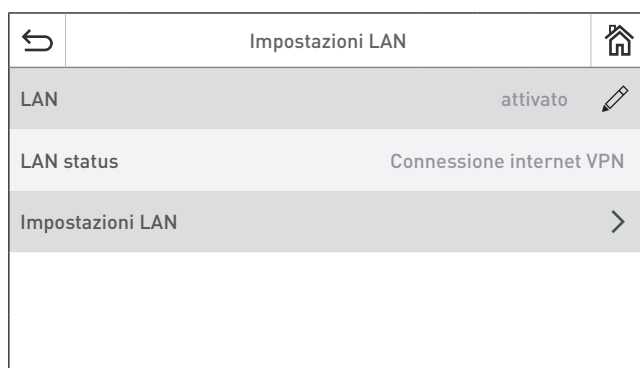 Impostazioni LAN
LAN attivato
LAN status Connessione internet VPN
Impostazioni LAN